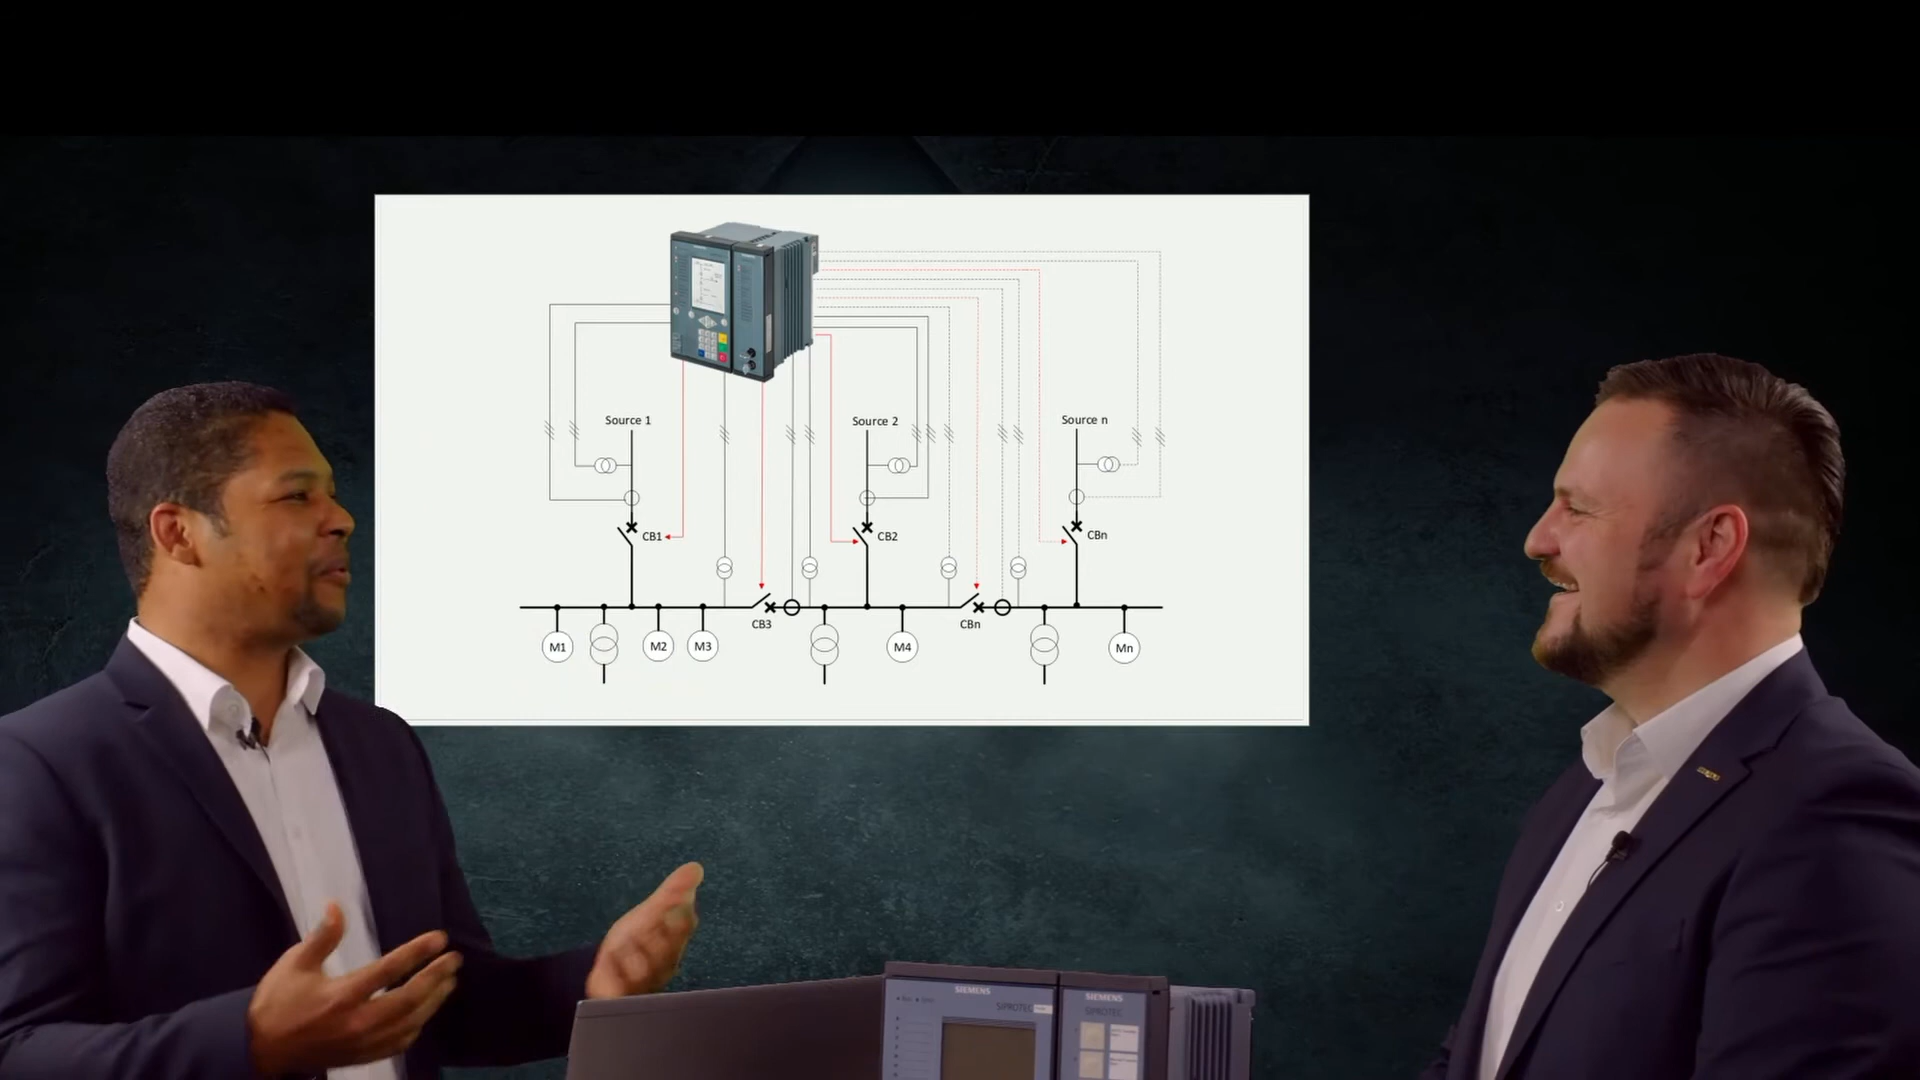 Source 1
Source 2
Source n
CB1
CB2
CBn
CB3
CBn
M1
M2
M3
M4
Mn
SIEMENS
SIEMENS
SIPROTEC
SIPROTEC